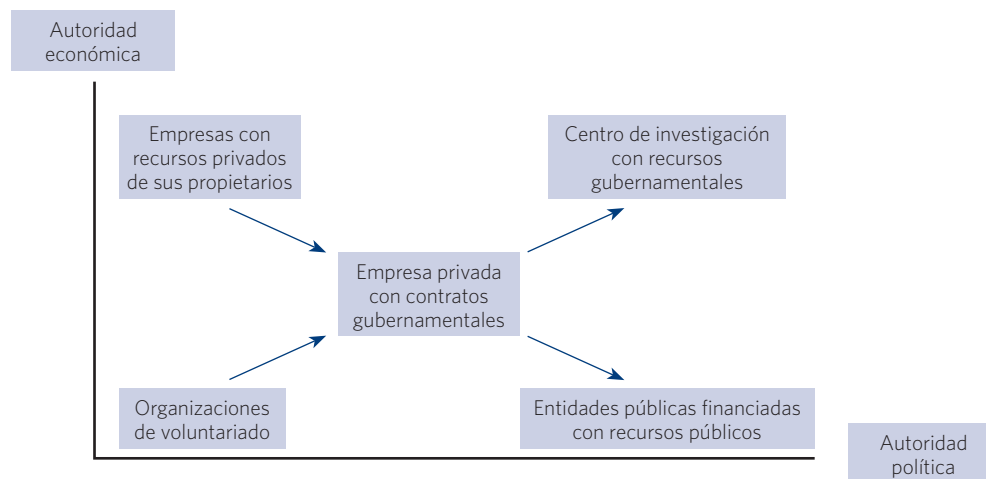 Autoridad
económica
Empresas con
recursos privados
de sus propietarios
Centro de investigación
con recursos
gubernamentales
Empresa privada
con contratos
gubernamentales
Organizaciones
de voluntariado
Entidades públicas financiadas
con recursos públicos
Autoridad
política